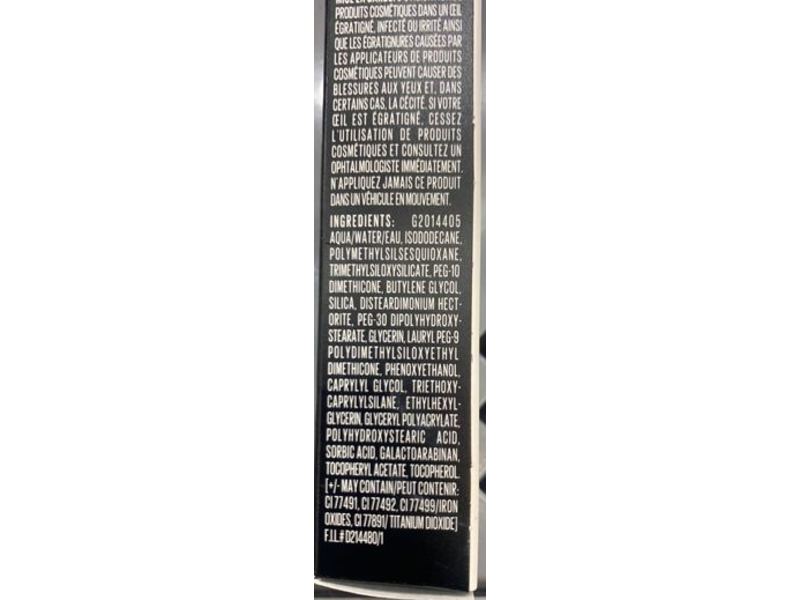 PRODUITS COSMÉTIQUES DANS UN ŒIL
ÉGRATIGNÉ, INFECTÉ OU IRRITÉ AINSI
QUE LES ÉGRATIGNURES CAUSÉES PAR
LES APPLICATEURS DE PRODUITS
COSMÉTIQUES PEUVENT CAUSER DES
BLESSURES AUX YEUX ET, DANS
CERTAINS CAS, LA CÉCITÉ. SI VOTRE
ŒIL EST ÉGRATIGNÉ, CESSEZ
L'UTILISATION DE PRODUITS
COSMÉTIQUES ET CONSULTEZ UN
OPHTALMOLOGISTE IMMÉDIATEMENT.
N'APPLIQUEZ JAMAIS CE PRODUIT
DANS UN VÉHICULE EN MOUVEMENT.
INGREDIENTS: G2014405
AQUA/WATER/EAU, ISODODECANE,
POLYMETHYLSILSESQUIOXANE,
TRIMETHYLSILOXYSILICATE, PEG-10
DIMETHICONE, BUTYLENE GLYCOL,
SILICA, DISTEARDIMONIUM HECT-
ORITE, PEG-30 DIPOLYHYDROXY-
STEARATE, GLYCERIN, LAURYL PEG-9
POLYDIMETHYLSILOXYETHYL
DIMETHICONE, PHENOXYETHANOL,
CAPRYLYL GLYCOL, TRIETHOXY-
CAPRYLYLSILANE, ETHYLHEXYL-
GLYCERIN, GLYCERYL POLYACRYLATE,
POLYHYDROXYSTEARIC ACID,
SORBIC ACID, GALACTOARABINAN,
TOCOPHERYL ACETATE, TOCOPHEROL.
[+/- MAY CONTAIN/PEUT CONTENIR:
CI 77491, CI 77492, CI 77499/IRON
OXIDES, CI 77891/ TITANIUM DIOXIDE]
F.I.L.# D214480/1